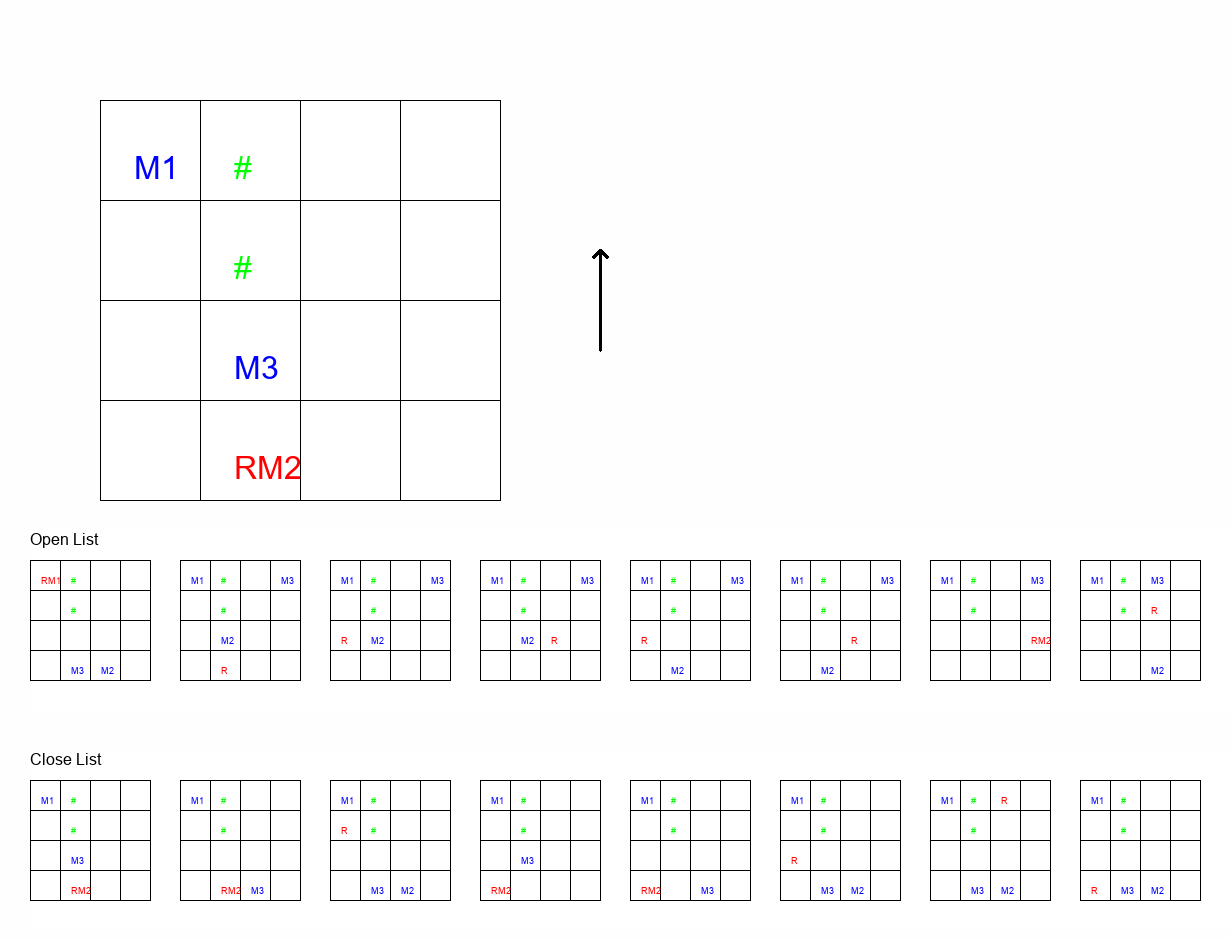 M1 #
#
M3
RM2
Open List
RM1 # M1 # M3 M1 # M3 M1 # M3 M1 # M3 M1 # M3 M1 # M3 M1 # M3
# # # # # # # # R
M2 R M2 M2 R R R RM2
M3 M2 R M2 M2 M2
Close List
M1 # M1 # M1 # M1 # M1 # M1 # M1 # R M1 #
# # R # # # # # #
M3 M3 R
RM2 RM2 M3 M3 M2 RM2 RM2 M3 M3 M2 M3 M2 R M3 M2